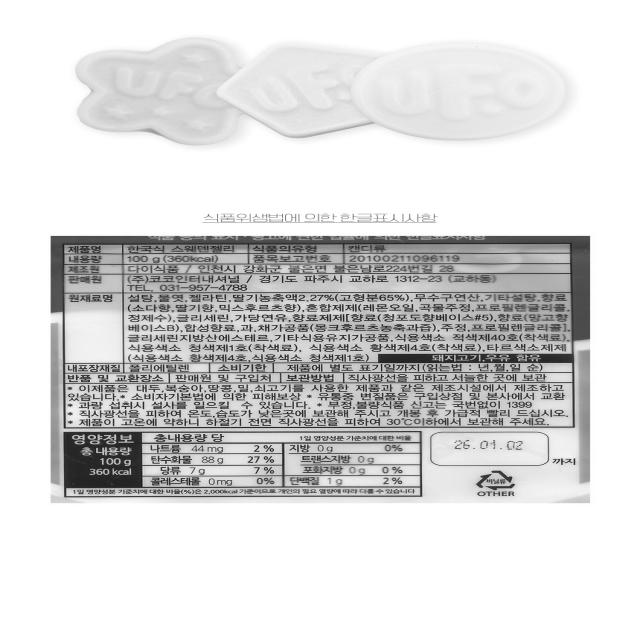 UFO
UFO
UFO
식품위생법에 의한 한글표시사항
제품명 한국식 스웨덴젤리 식품의유형 캔디류
내용량 100 g (360kcal) 품목보고번호 20100211096119
제조원 다이식품 / 인천시 강화군 불은면 불은남로224번길 28
판매원 (주)코코인터내셔널 / 경기도 파주시 교하로 1312-23 (교하동)
TEL. 031-957-4788
원재료명 설탕,물엿,젤라틴,딸기농축액2.27%(고형분65%),무수구연산,기타설탕,향료
(소다향,딸기향,믹스후르츠향),혼합제제(레몬오일,곡물주정,프로필렌글리콜,
정제수),글리세린,가당연유,향료제제[향료(청포도향베이스#5),향료(망고향
베이스B),합성향료,과.채가공품(몽크후르츠농축과즙),주정,프로필렌글리콜],
글리세린지방산에스테르,기타식용유지가공품,식용색소 적색제40호(착색료),
식용색소 청색제1호(착색료), 식용색소 황색제4호(착색료),타르색소제제
(식용색소 황색제4호,식용색소 청색제1호) 돼지고기,우유 함유
내포장재질 폴리에틸렌 소비기한 제품에 별도 표기일까지(읽는법 : 년,월,일 순)
반품 및 교환장소 판매원 및 구입처 보관방법 직사광선을 피하고 서늘한 곳에 보관
* 이제품은 대두,복숭아,땅콩,밀,쇠고기를 사용한 제품과 같은 제조시설에서 제조하고
있습니다.* 소비자기본법에 의한 피해보상 * 유통중 변질품은 구입상점 및 본사에서 교환
* 과량 섭취시 설사를 일으킬 수 있습니다. * 부정,불량식품 신고는 국번없이 1399
* 직사광선을 피하여 온도,습도가 낮은곳에 보관해 주시고 개봉 후 가급적 빨리 드십시오.
* 제품이 고온에 약하니 하절기 전면 직사광선을 피하여 30℃이하에서 보관해 주세요.
영양정보 총내용량 당 1일 영양성분 기준치에 대한 비율
총 내용량 나트륨 44 mg 2 % 지방 0 g 0%
100 g 탄수화물 88 g 27 % 트랜스지방 0 g
360 kcal 당류 7 g 7 % 포화지방 0 g 0 %
콜레스테롤 0 mg 0% 단백질 1 g 2 %
1일 영양성분 기준치에 대한 비율(%)은 2,000kcal 기준이므로 개인의 필요 열량에 따라 다를 수 있습니다
26.01.02
까지
비닐류
OTHER